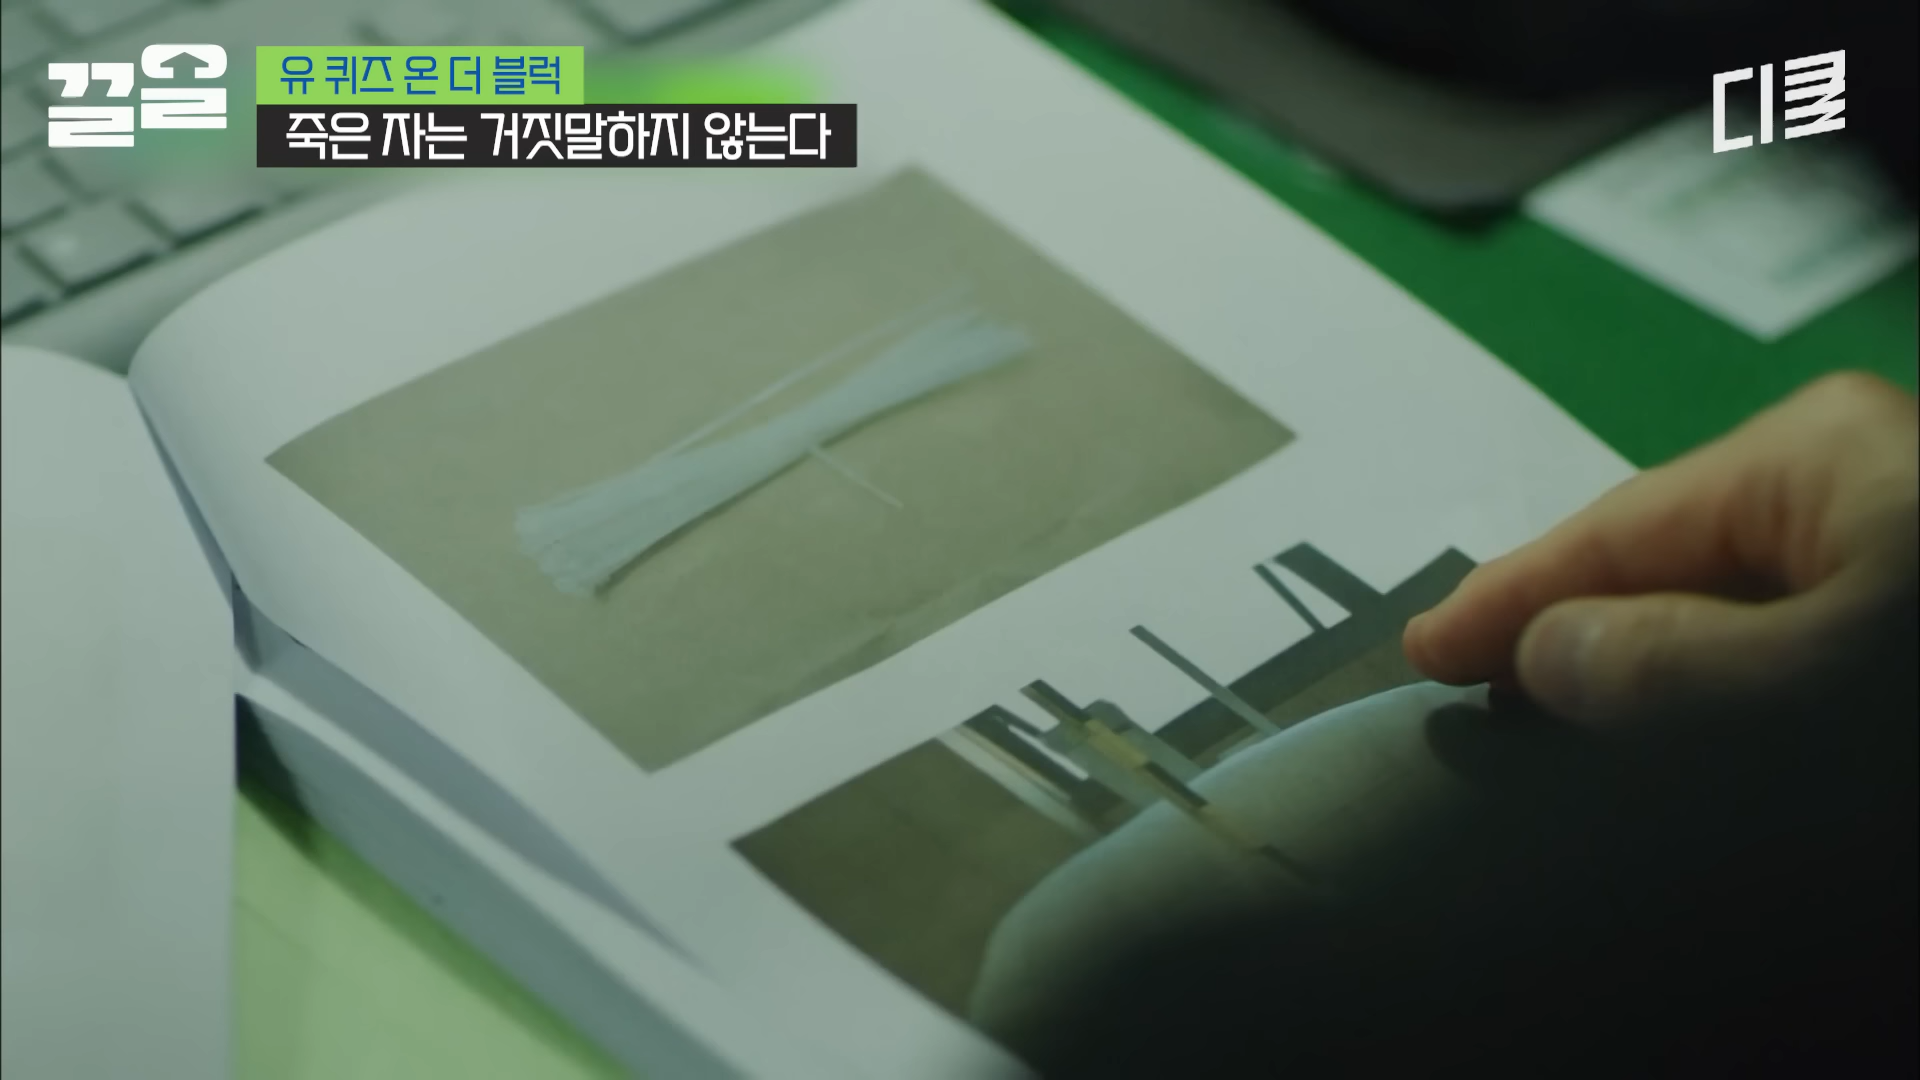 끌올
유 퀴즈 온 더 블럭
죽은 자는 거짓말하지 않는다
디글